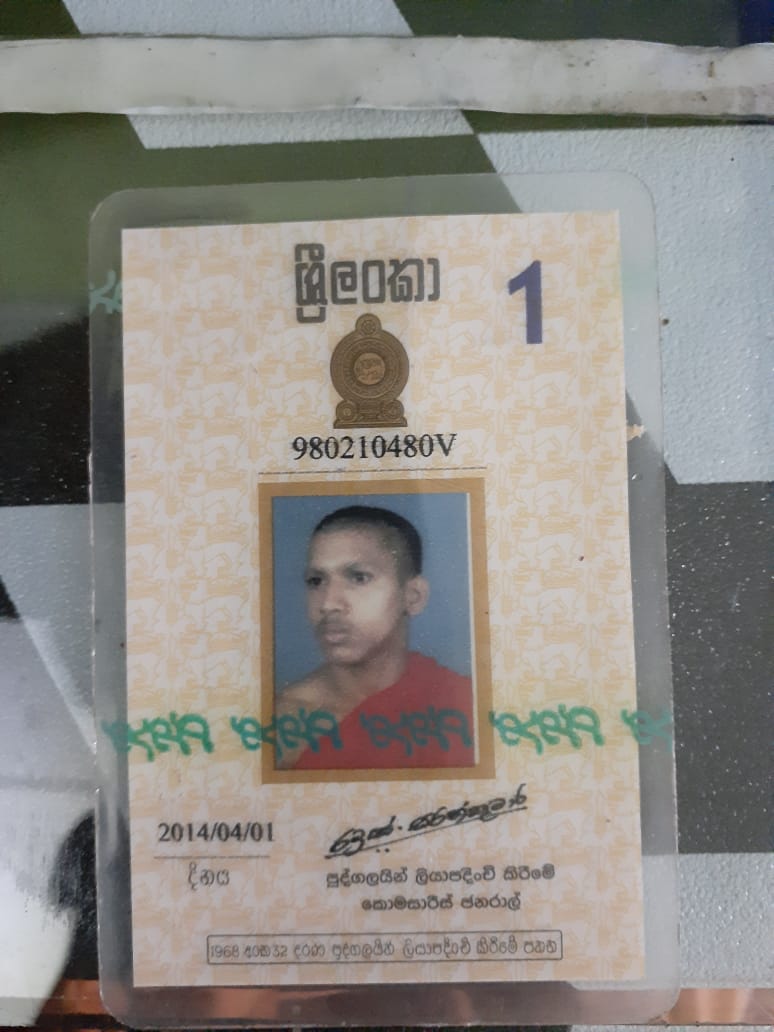 ශ්‍රී ලංකා
1
980210480V
2014/04/01
දිනය
පුද්ගලයින් ලියාපදිංචි කිරීමේ
කොමසාරිස් ජනරාල්
1968 අංක 32 දරණ පුද්ගලයින් ලියාපදිංචි කිරීමේ පනත